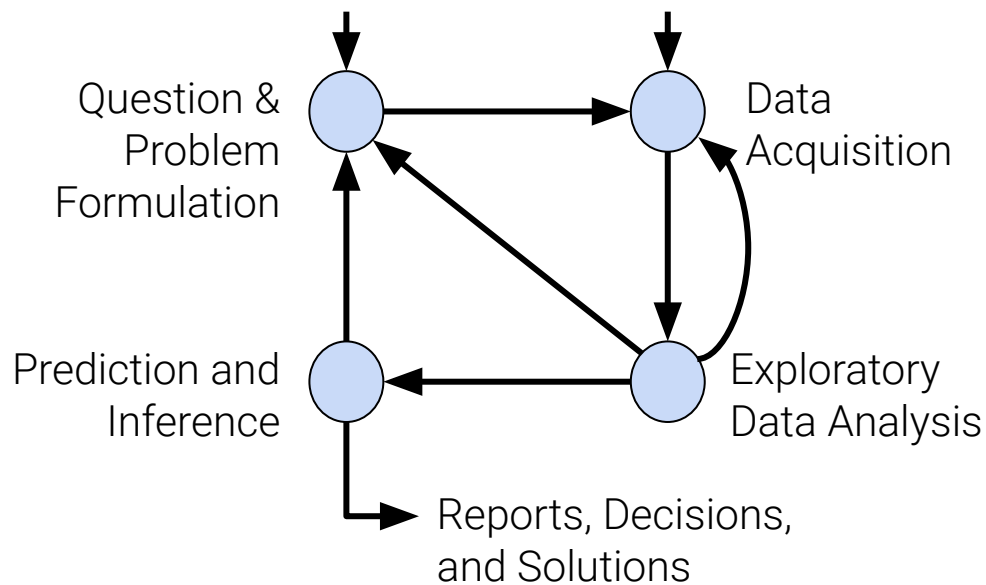 Question &
Problem
Formulation
Data
Acquisition
Prediction and
Inference
Exploratory
Data Analysis
Reports, Decisions,
and Solutions